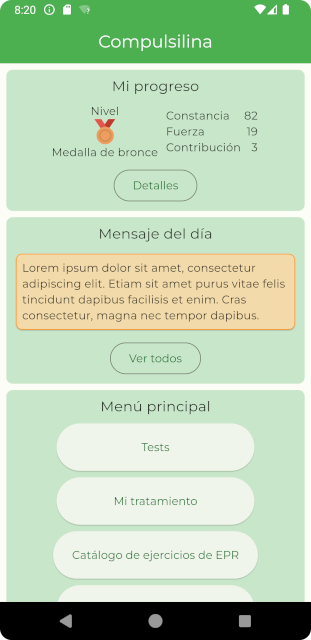 8:20
Compulsilina
Mi progreso
Nivel
Medalla de bronce
Constancia 82
Fuerza 19
Contribución 3
Detalles
Mensaje del día
Lorem ipsum dolor sit amet, consectetur
adipiscing elit. Etiam sit amet purus vitae felis
tincidunt dapibus facilisis et enim. Cras
consectetur, magna nec tempor dapibus.
Ver todos
Menú principal
Tests
Mi tratamiento
Catálogo de ejercicios de EPR